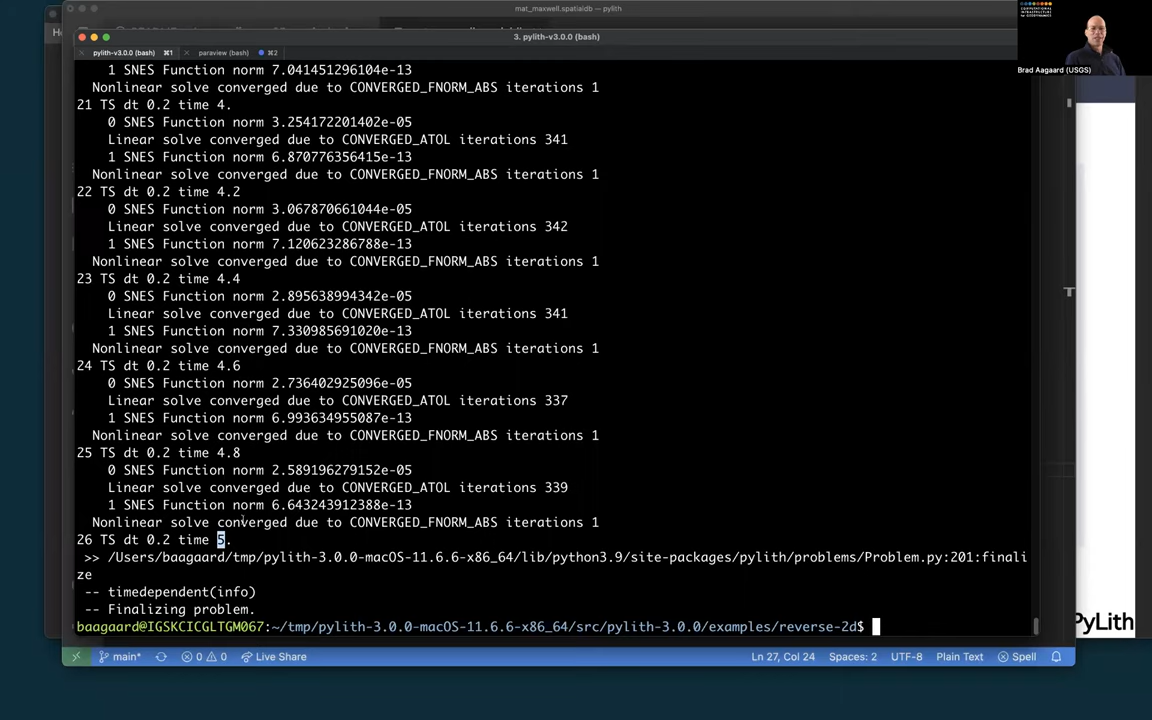 mat_maxwell.spatialdb — pylith
3. pylith-v3.0.0 (bash)
pylith-v3.0.0 (bash) ⌘1
paraview (bash) ⌘2
Brad Aagaard (USGS)
1 SNES Function norm 7.041451296104e-13
Nonlinear solve converged due to CONVERGED_FNORM_ABS iterations 1
21 TS dt 0.2 time 4.
0 SNES Function norm 3.254172201402e-05
Linear solve converged due to CONVERGED_ATOL iterations 341
1 SNES Function norm 6.870776356415e-13
Nonlinear solve converged due to CONVERGED_FNORM_ABS iterations 1
22 TS dt 0.2 time 4.2
0 SNES Function norm 3.067870661044e-05
Linear solve converged due to CONVERGED_ATOL iterations 342
1 SNES Function norm 7.120623286788e-13
Nonlinear solve converged due to CONVERGED_FNORM_ABS iterations 1
23 TS dt 0.2 time 4.4
0 SNES Function norm 2.895638994342e-05
Linear solve converged due to CONVERGED_ATOL iterations 341
1 SNES Function norm 7.330985691020e-13
Nonlinear solve converged due to CONVERGED_FNORM_ABS iterations 1
24 TS dt 0.2 time 4.6
0 SNES Function norm 2.736402925096e-05
Linear solve converged due to CONVERGED_ATOL iterations 337
1 SNES Function norm 6.993634955087e-13
Nonlinear solve converged due to CONVERGED_FNORM_ABS iterations 1
25 TS dt 0.2 time 4.8
0 SNES Function norm 2.589196279152e-05
Linear solve converged due to CONVERGED_ATOL iterations 339
1 SNES Function norm 6.643243912388e-13
Nonlinear solve converged due to CONVERGED_FNORM_ABS iterations 1
26 TS dt 0.2 time 5.
>> /Users/baagaard/tmp/pylith-3.0.0-macOS-11.6.6-x86_64/lib/python3.9/site-packages/pylith/problems/Problem.py:201:finali
ze
-- timedependent(info)
-- Finalizing problem.
baagaard@IGSKCICGLTGM067:~/tmp/pylith-3.0.0-macOS-11.6.6-x86_64/src/pylith-3.0.0/examples/reverse-2d$
PyLith
main* 0 0 Live Share Ln 27, Col 24 Spaces: 2 UTF-8 Plain Text Spell